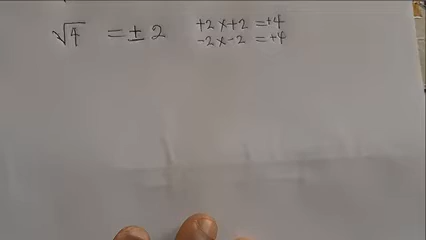 √4 = ± 2
+2 x +2 = +4
-2 x -2 = +4